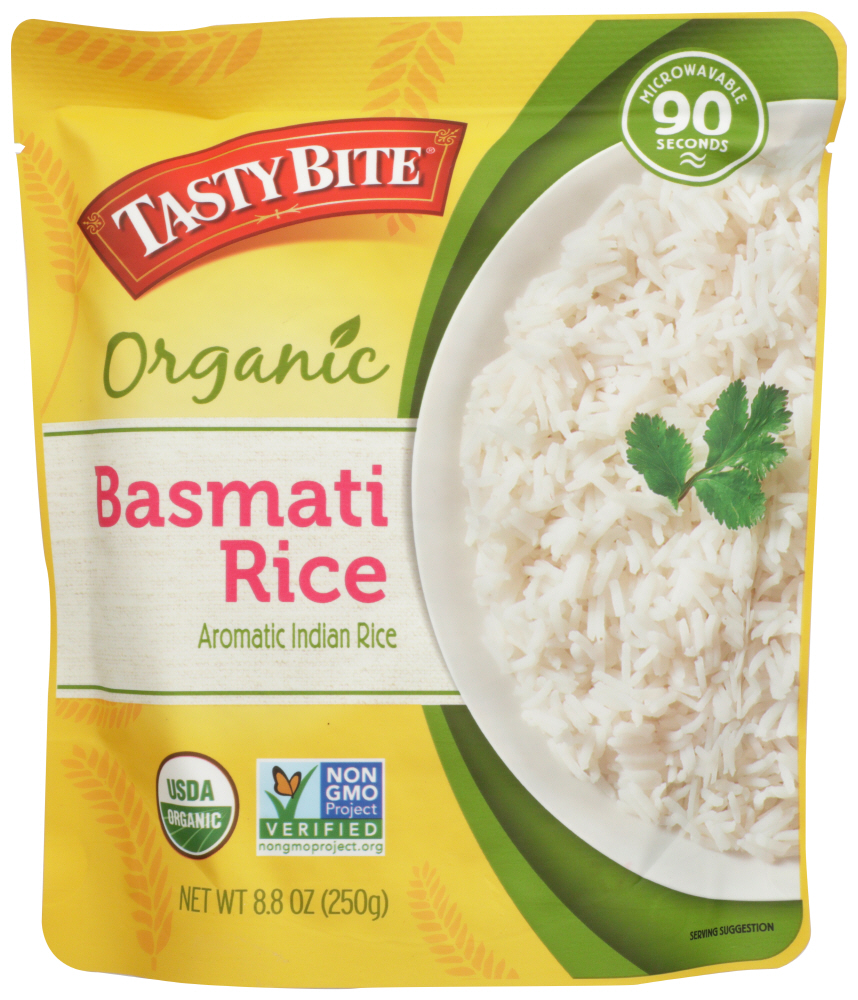 MICROWAVABLE
90
SECONDS
TASTY BITE®
Organic
Basmati
Rice
Aromatic Indian Rice
USDA
ORGANIC
NON
GMO
Project
VERIFIED
nongmoproject.org
NET WT 8.8 OZ (250g)
SERVING SUGGESTION